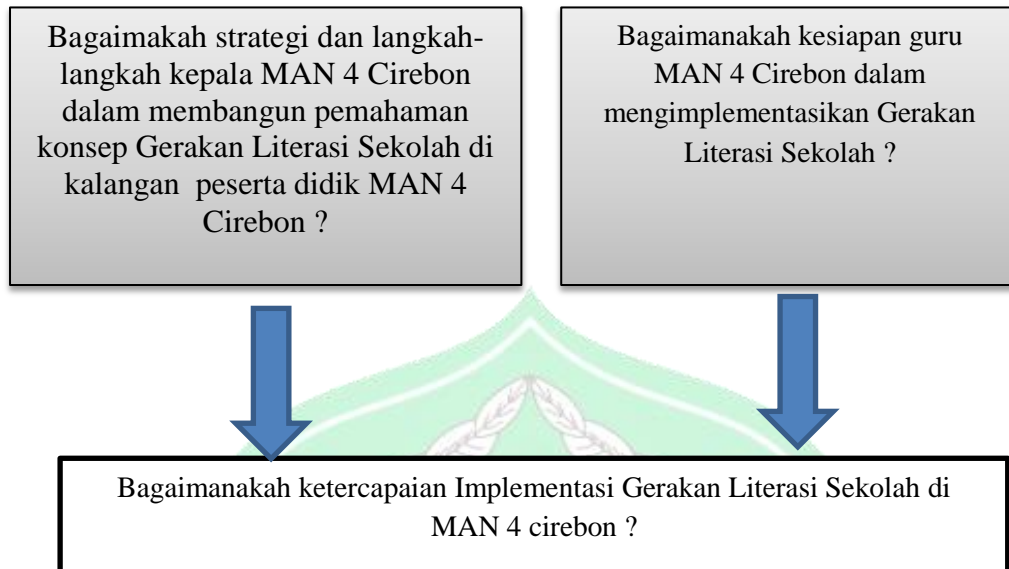 Bagaimakah strategi dan langkah-
langkah kepala MAN 4 Cirebon
dalam membangun pemahaman
konsep Gerakan Literasi Sekolah di
kalangan peserta didik MAN 4
Cirebon ?
Bagaimanakah kesiapan guru
MAN 4 Cirebon dalam
mengimplementasikan Gerakan
Literasi Sekolah ?
Bagaimanakah ketercapaian Implementasi Gerakan Literasi Sekolah di
MAN 4 cirebon ?